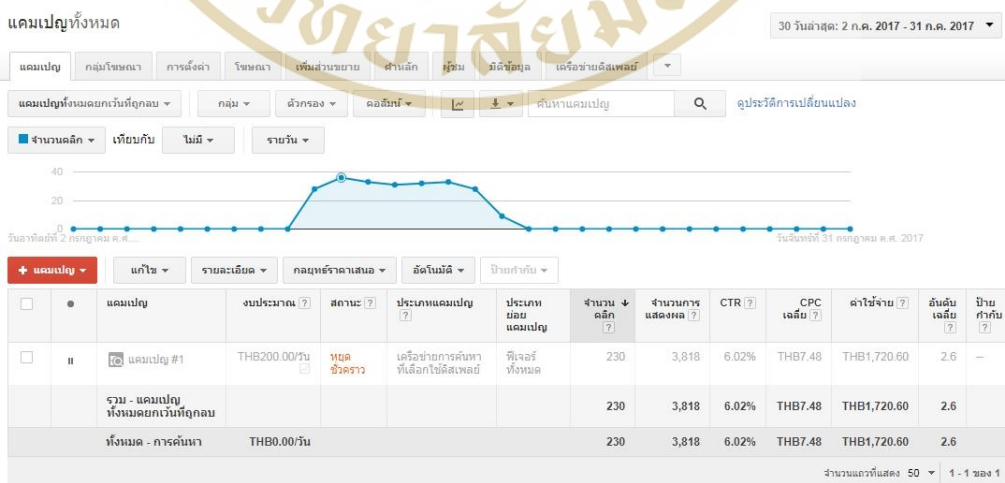 วิทยาลัย
แคมเปญทั้งหมด
30 วันล่าสุด: 2 ก.ค. 2017 - 31 ก.ค. 2017
แคมเปญ กลุ่มโฆษณา การตั้งค่า โฆษณา เพิ่มส่วนขยาย คำหลัก ผู้ชม มิติข้อมูล เครือข่ายดิสเพลย์
แคมเปญทั้งหมดยกเว้นที่ถูกลบ กลุ่ม ตัวกรอง คอลัมน์ ค้นหาแคมเปญ ดูประวัติการเปลี่ยนแปลง
จำนวนคลิก เทียบกับ ไม่มี รายวัน
40
20
0
วันอาทิตย์ที่ 2 กรกฎาคม ค.ศ.... วันจันทร์ที่ 31 กรกฎาคม ค.ศ. 2017
+ แคมเปญ แก้ไข รายละเอียด กลยุทธ์ราคาเสนอ อัตโนมัติ ป้ายกำกับ
แคมเปญ งบประมาณ ? สถานะ ? ประเภทแคมเปญ ประเภท จำนวน จำนวนการ CTR ? CPC ค่าใช้จ่าย ? อันดับ ป้าย
? ย่อย คลิก แสดงผล ? เฉลี่ย ? เฉลี่ย กำกับ
แคมเปญ ? ? ?
แคมเปญ #1 THB200.00/วัน หยุด เครือข่ายการค้นหา ฟีเจอร์ 230 3,818 6.02% THB7.48 THB1,720.60 2.6 --
ชั่วคราว ที่เลือกใช้ดิสเพลย์ ทั้งหมด
รวม - แคมเปญ
ทั้งหมดยกเว้นที่ถูกลบ 230 3,818 6.02% THB7.48 THB1,720.60 2.6
ทั้งหมด - การค้นหา THB0.00/วัน 230 3,818 6.02% THB7.48 THB1,720.60 2.6
จำนวนแถวที่แสดง 50 1 - 1 ของ 1